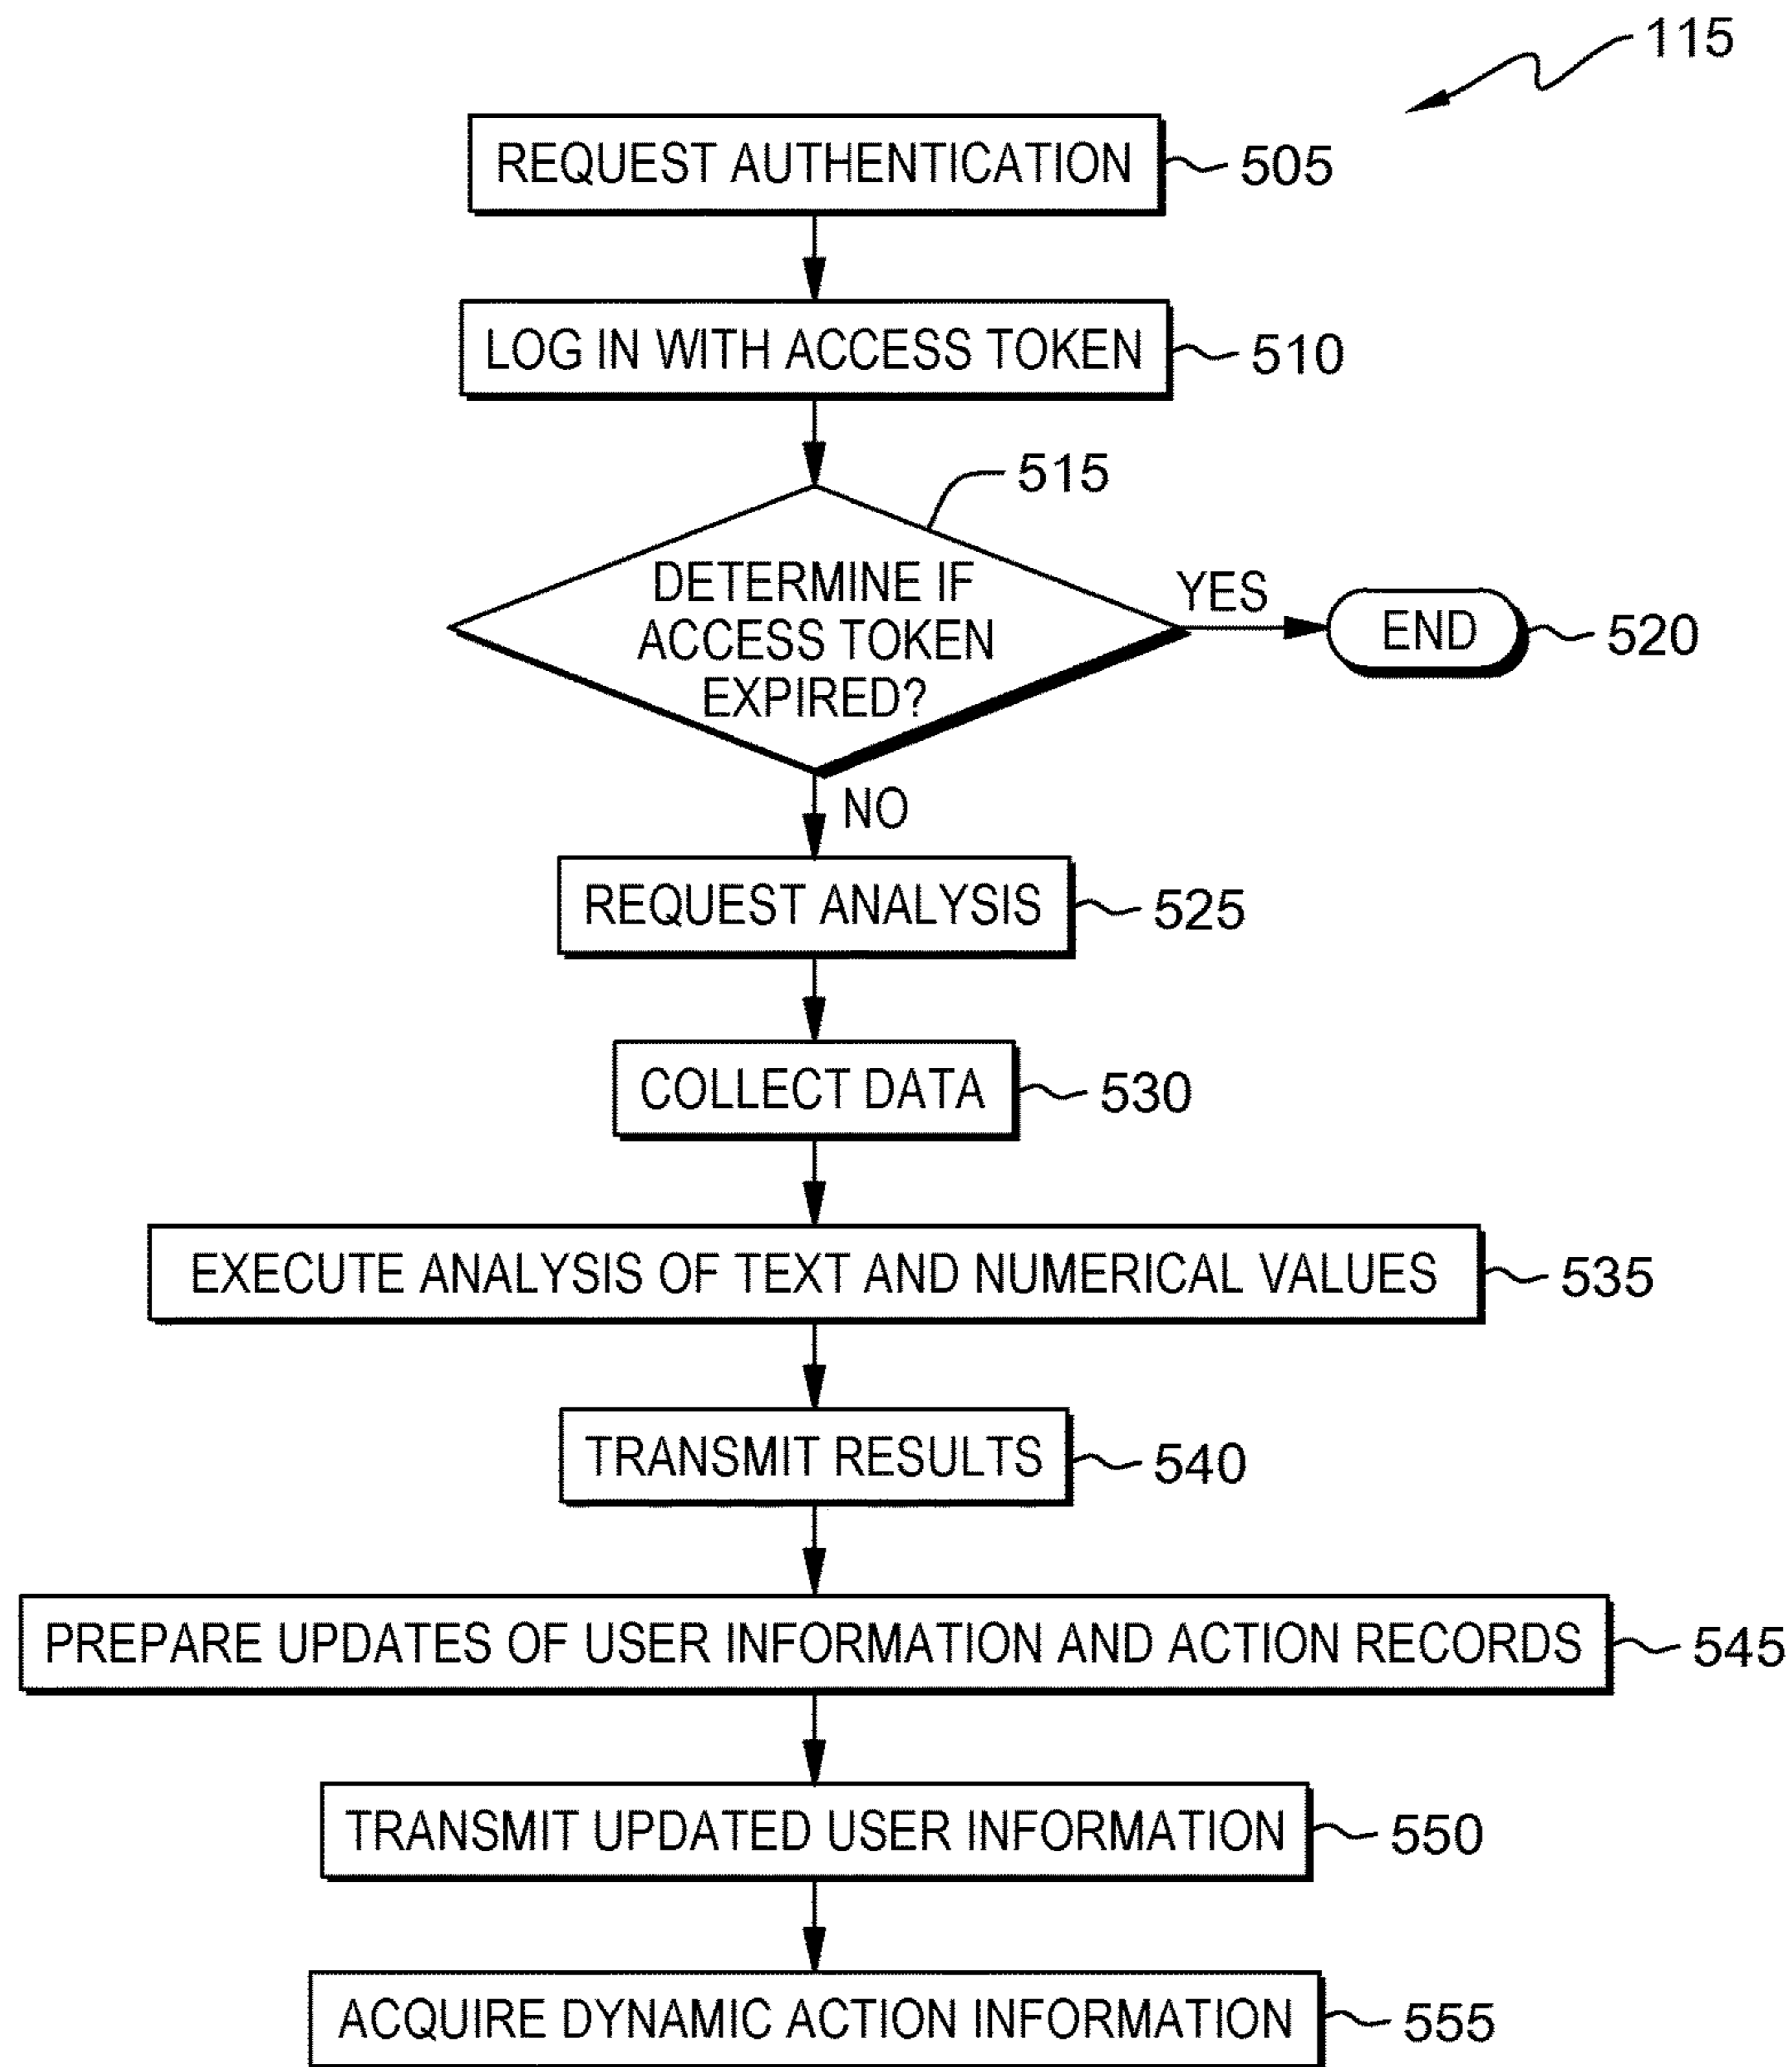 115
REQUEST AUTHENTICATION 505
LOG IN WITH ACCESS TOKEN 510
515
DETERMINE IF
ACCESS TOKEN
EXPIRED?
YES
END 520
NO
REQUEST ANALYSIS 525
COLLECT DATA 530
EXECUTE ANALYSIS OF TEXT AND NUMERICAL VALUES 535
TRANSMIT RESULTS 540
PREPARE UPDATES OF USER INFORMATION AND ACTION RECORDS 545
TRANSMIT UPDATED USER INFORMATION 550
ACQUIRE DYNAMIC ACTION INFORMATION 555